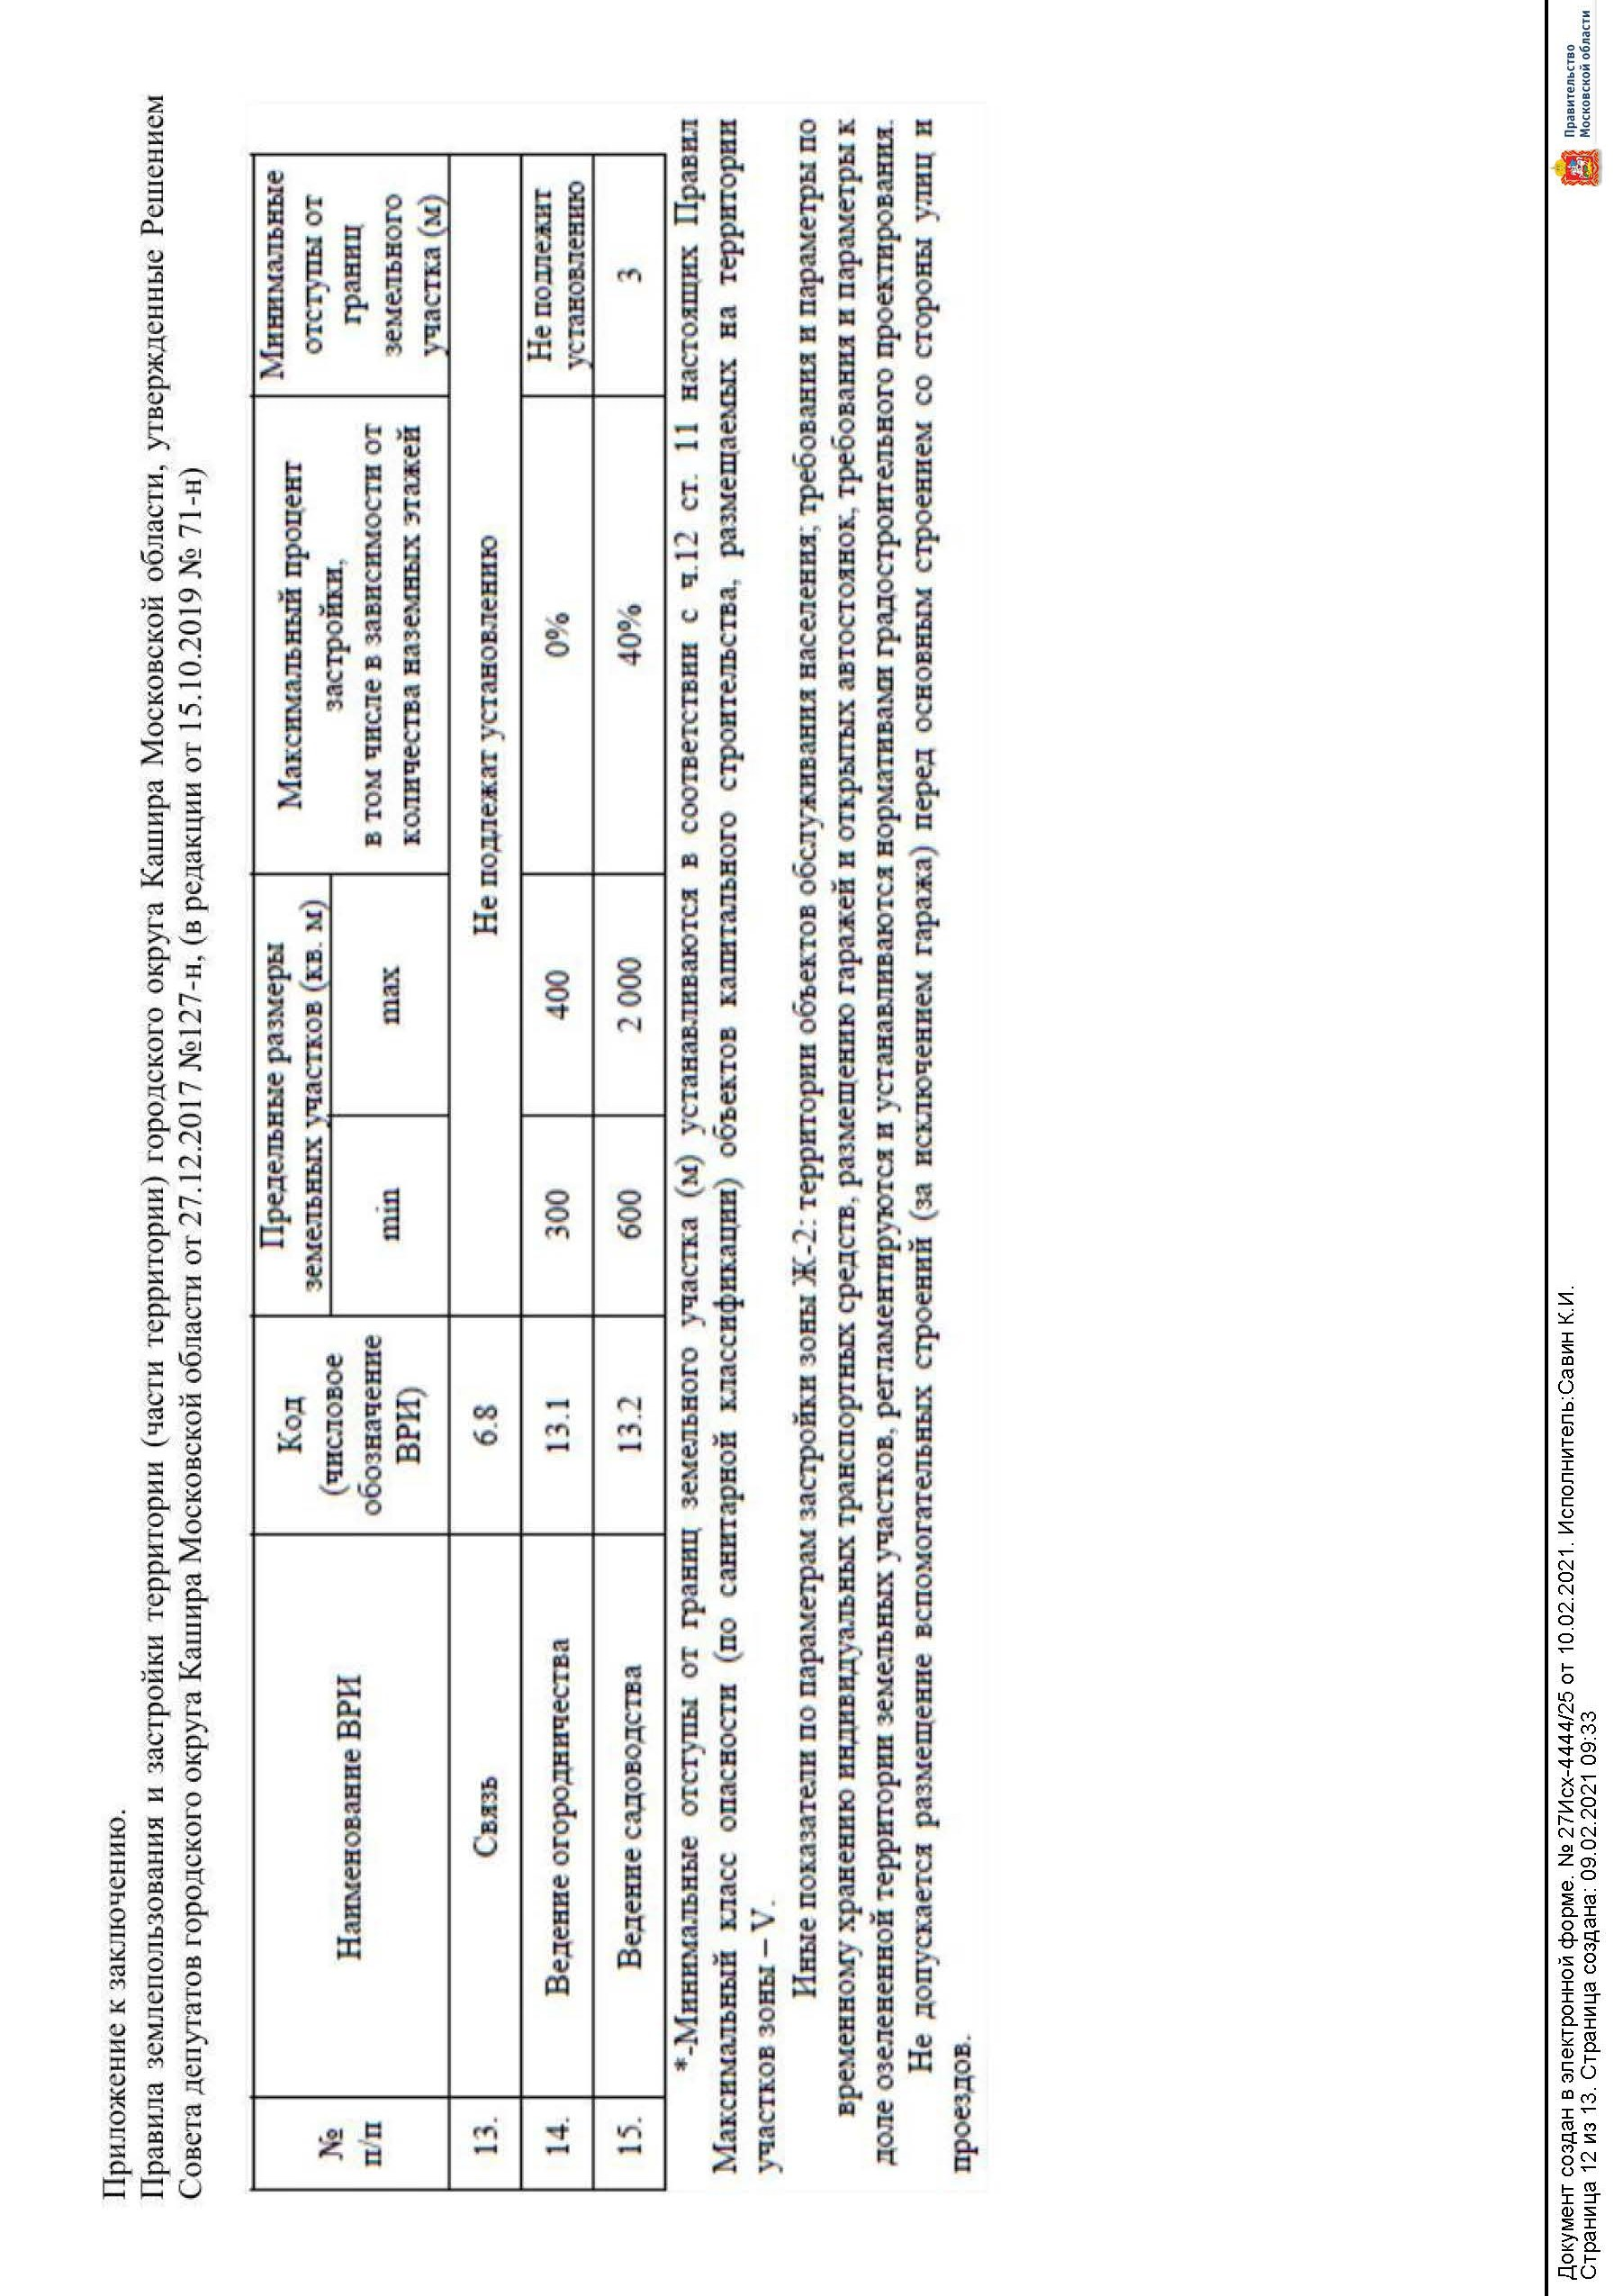 Приложение к заключению.
Правила землепользования и застройки территории (части территории) городского округа Кашира Московской области, утвержденные Решением
Совета депутатов городского округа Кашира Московской области от 27.12.2017 №127-н, (в редакции от 15.10.2019 № 71-н)
№
п/п
Наименование ВРИ
Код
(числовое
обозначение
ВРИ)
Предельные размеры
земельных участков (кв. м)
min
max
Максимальный процент
застройки,
в том числе в зависимости от
количества наземных этажей
Минимальные
отступы от
границ
земельного
участка (м)
13.
Связь
6.8
Не подлежат установлению
14.
Ведение огородничества
13.1
300
400
0%
Не подлежит
установлению
15.
Ведение садоводства
13.2
600
2 000
40%
3
*-Минимальные отступы от границ земельного участка (м) устанавливаются в соответствии с ч.12 ст. 11 настоящих Правил
Максимальный класс опасности (по санитарной классификации) объектов капитального строительства, размещаемых на территории
участков зоны – V.
Иные показатели по параметрам застройки зоны Ж-2: территории объектов обслуживания населения; требования и параметры по
временному хранению индивидуальных транспортных средств, размещению гаражей и открытых автостоянок, требования и параметры к
доле озелененной территории земельных участков, регламентируются и устанавливаются нормативами градостроительного проектирования.
Не допускается размещение вспомогательных строений (за исключением гаража) перед основным строением со стороны улиц и
проездов.
Документ создан в электронной форме. № 27Исх-4444/25 от 10.02.2021. Исполнитель:Савин К.И.
Страница 12 из 13. Страница создана: 09.02.2021 09:33
Правительство
Московской области